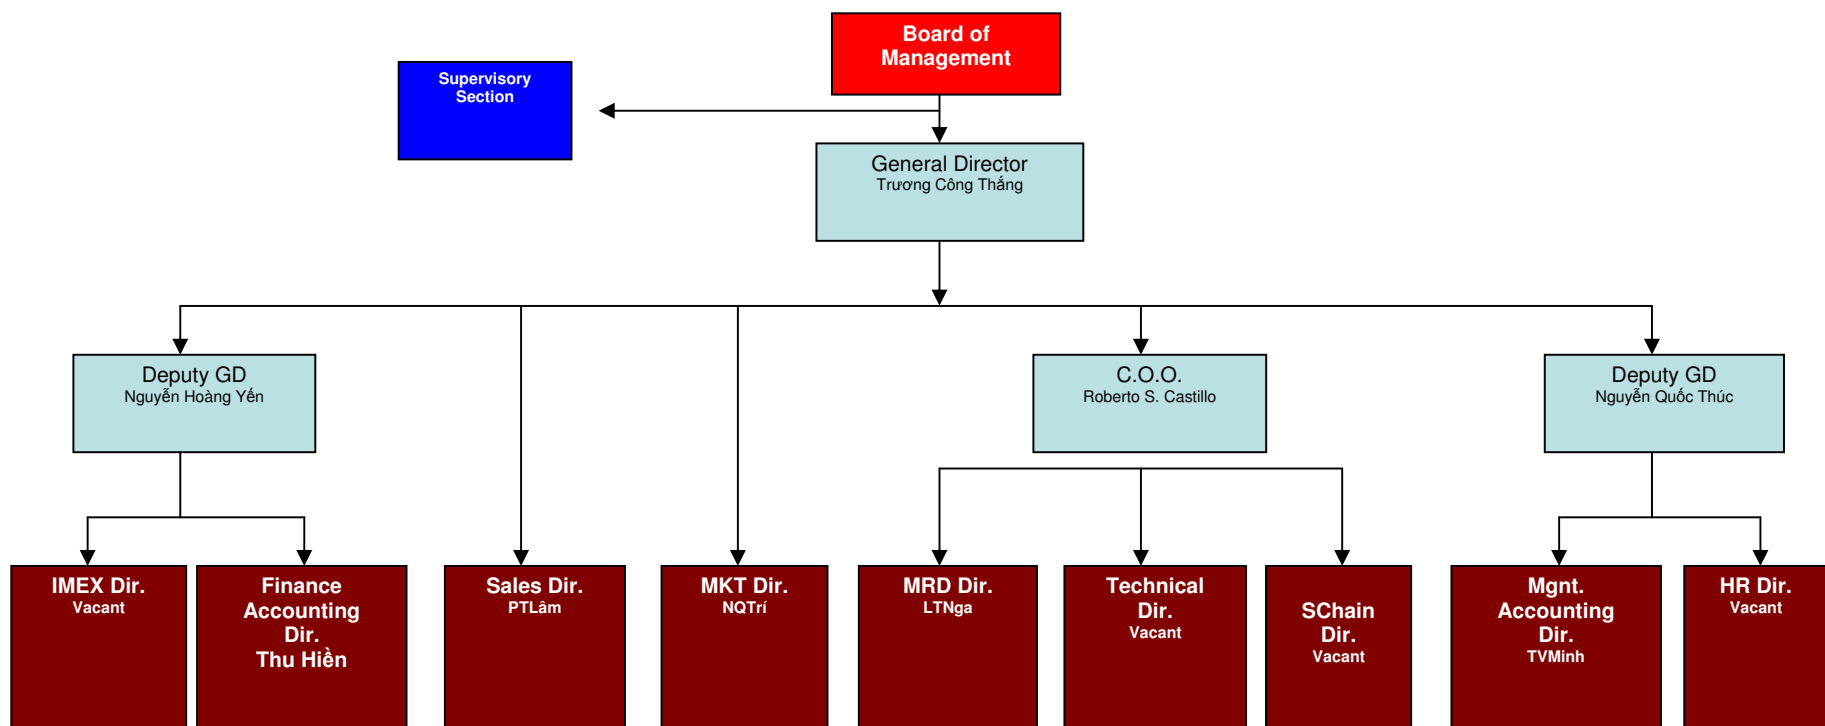 Board of
Management
Supervisory
Section
General Director
Trương Công Thắng
Deputy GD
Nguyễn Hoàng Yến
C.O.O.
Roberto S. Castillo
Deputy GD
Nguyễn Quốc Thúc
IMEX Dir.
Vacant
Finance
Accounting
Dir.
Thu Hiền
Sales Dir.
PTLâm
MKT Dir.
NQTrí
MRD Dir.
LTNga
Technical
Dir.
Vacant
SChain
Dir.
Vacant
Mgnt.
Accounting
Dir.
TVMinh
HR Dir.
Vacant